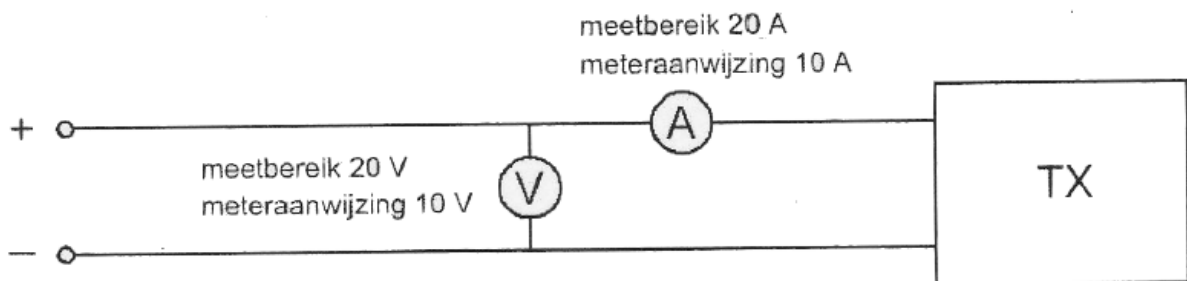 meetbereik 20 A
meteraanwijzing 10 A
+
A
TX
meetbereik 20 V
meteraanwijzing 10 V
V
—